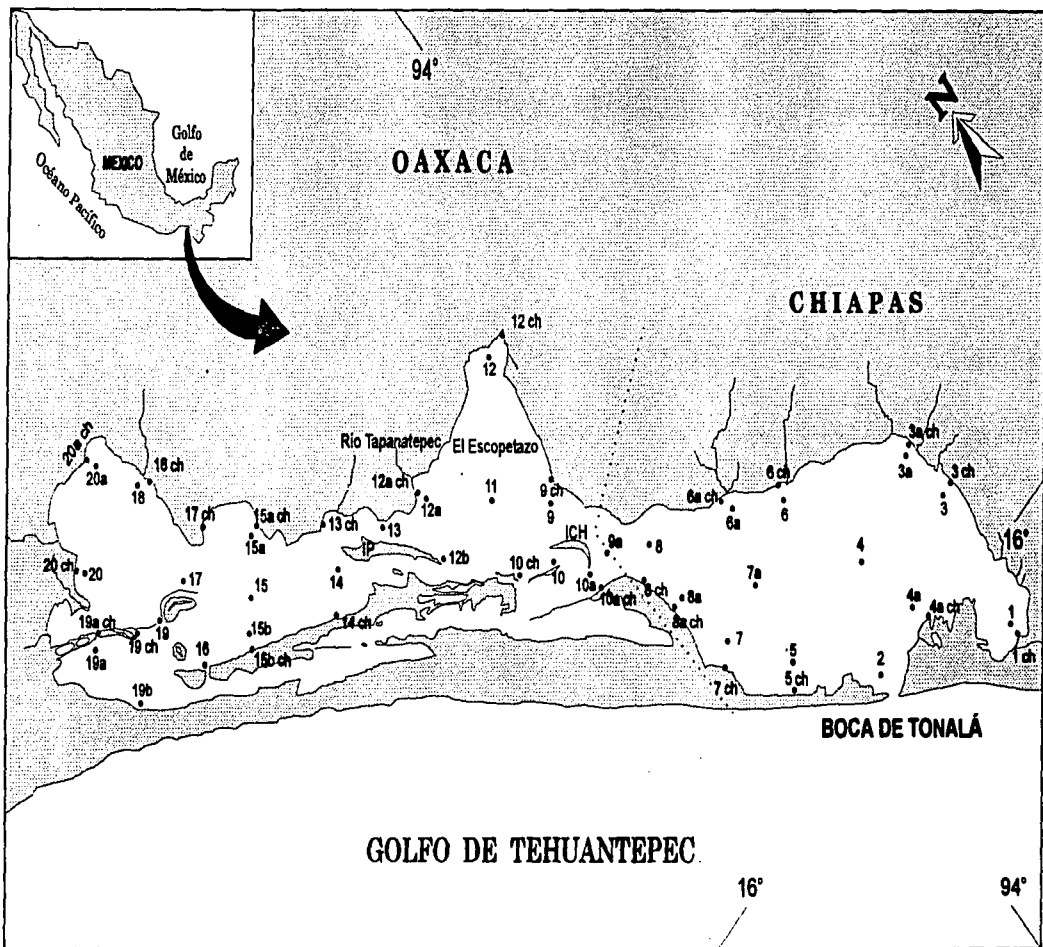 94°
N
Golfo
de
México
MEXICO
Océano Pacífico
OAXACA
CHIAPAS
12 ch
12
20a ch
20a
18
18 ch
Río Tapanatepec
El Escopetazo
12a ch
12a
11
9 ch
9
6a ch
6a
6 ch
6
3a ch
3a
3 ch
3
17 ch
15a ch
15a
13 ch
13
IP
12b
ICH
9a
8
4
16°
20 ch
20
17
15
14
10 ch
10
10a
10a ch
8 ch
8a
8a ch
7a
4a
4a ch
1
1 ch
19a ch
19a
19 ch
19
16
15b
15b ch
14 ch
7
7 ch
5
5 ch
2
19b
BOCA DE TONALÁ
GOLFO DE TEHUANTEPEC
16°
94°